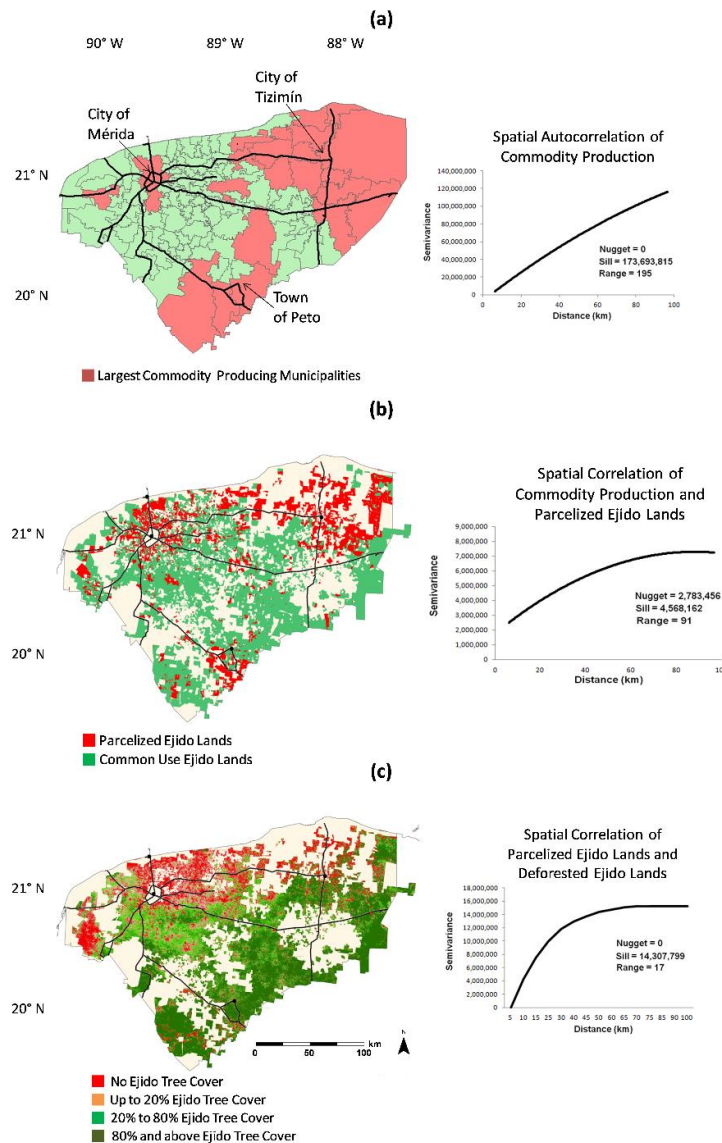 (a)
90° W 89° W 88° W
City of
Tizimín
City of
Mérida
21° N
20° N
Town
of Peto
Largest Commodity Producing Municipalities
Spatial Autocorrelation of
Commodity Production
Semivariance
140,000,000
120,000,000
100,000,000
80,000,000
60,000,000
40,000,000
20,000,000
0
Nugget = 0
Sill = 173,693,815
Range = 195
0 20 40 60 80 100
Distance (km)
(b)
21° N
20° N
Parcelized Ejido Lands
Common Use Ejido Lands
Spatial Correlation of
Commodity Production and
Parcelized Ejido Lands
Semivariance
9,000,000
8,000,000
7,000,000
6,000,000
5,000,000
4,000,000
3,000,000
2,000,000
1,000,000
0
Nugget = 2,783,456
Sill = 4,568,162
Range = 91
0 20 40 60 80 10
Distance (km)
(c)
21° N
20° N
km
0 50 100
No Ejido Tree Cover
Up to 20% Ejido Tree Cover
20% to 80% Ejido Tree Cover
80% and above Ejido Tree Cover
Spatial Correlation of
Parcelized Ejido Lands and
Deforested Ejido Lands
Semivariance
18,000,000
16,000,000
14,000,000
12,000,000
10,000,000
8,000,000
6,000,000
4,000,000
2,000,000
0
Nugget = 0
Sill = 14,307,799
Range = 17
5 10 15 20 25 30 40 45 50 60 65 70 80 85 90 100
Distance (km)